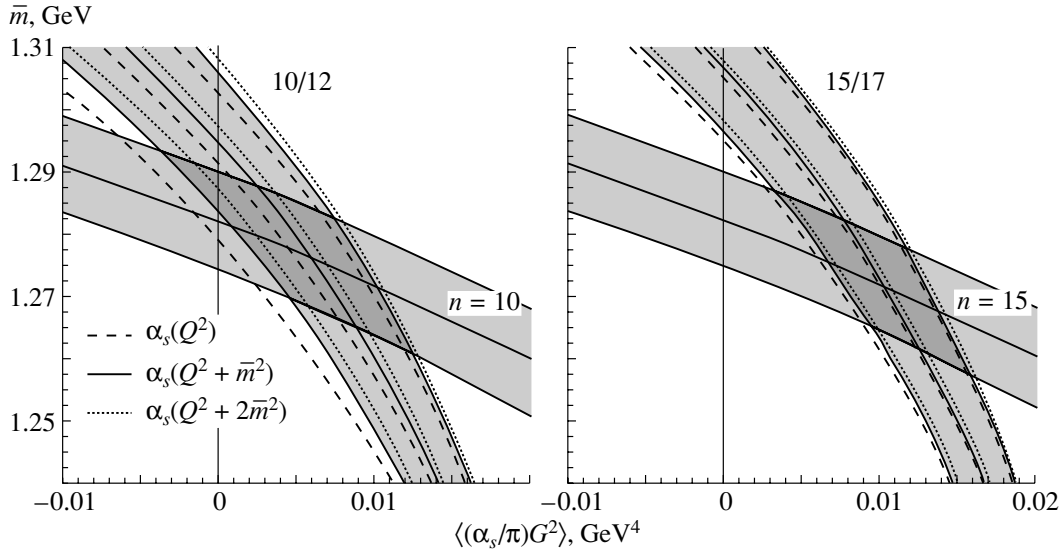 m̅, GeV
1.31
1.29
1.27
1.25
10/12
n = 10
α_s(Q²)
α_s(Q² + m̅²)
α_s(Q² + 2m̅²)
−0.01 0 0.01
15/17
n = 15
−0.01 0 0.01 0.02
⟨(α_s/π)G²⟩, GeV⁴